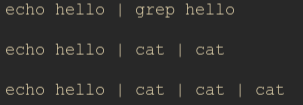 echo hello | grep hello
echo hello | cat | cat
echo hello | cat | cat | cat